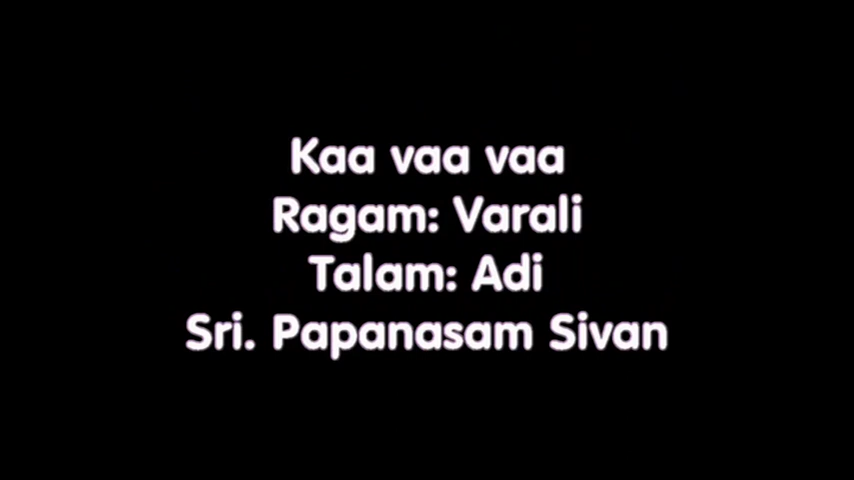 Kaa vaa vaa
Ragam: Varali
Talam: Adi
Sri. Papanasam Sivan